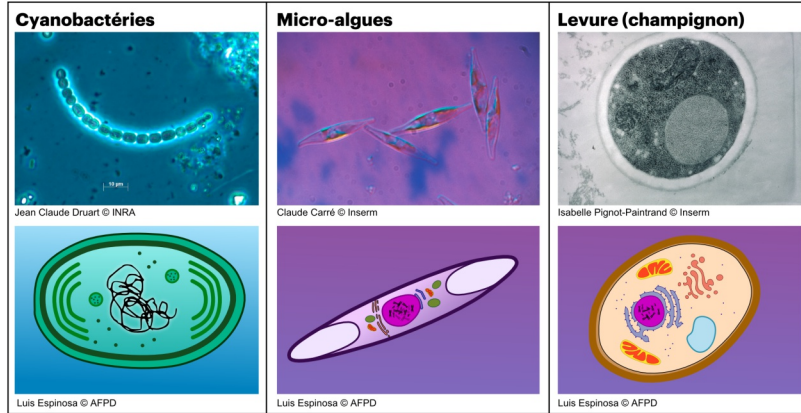 Cyanobactéries
Micro-algues
Levure (champignon)
10 µm
Jean Claude Druart © INRA
Claude Carré © Inserm
Isabelle Pignot-Paintrand © Inserm
Luis Espinosa © AFPD
Luis Espinosa © AFPD
Luis Espinosa © AFPD